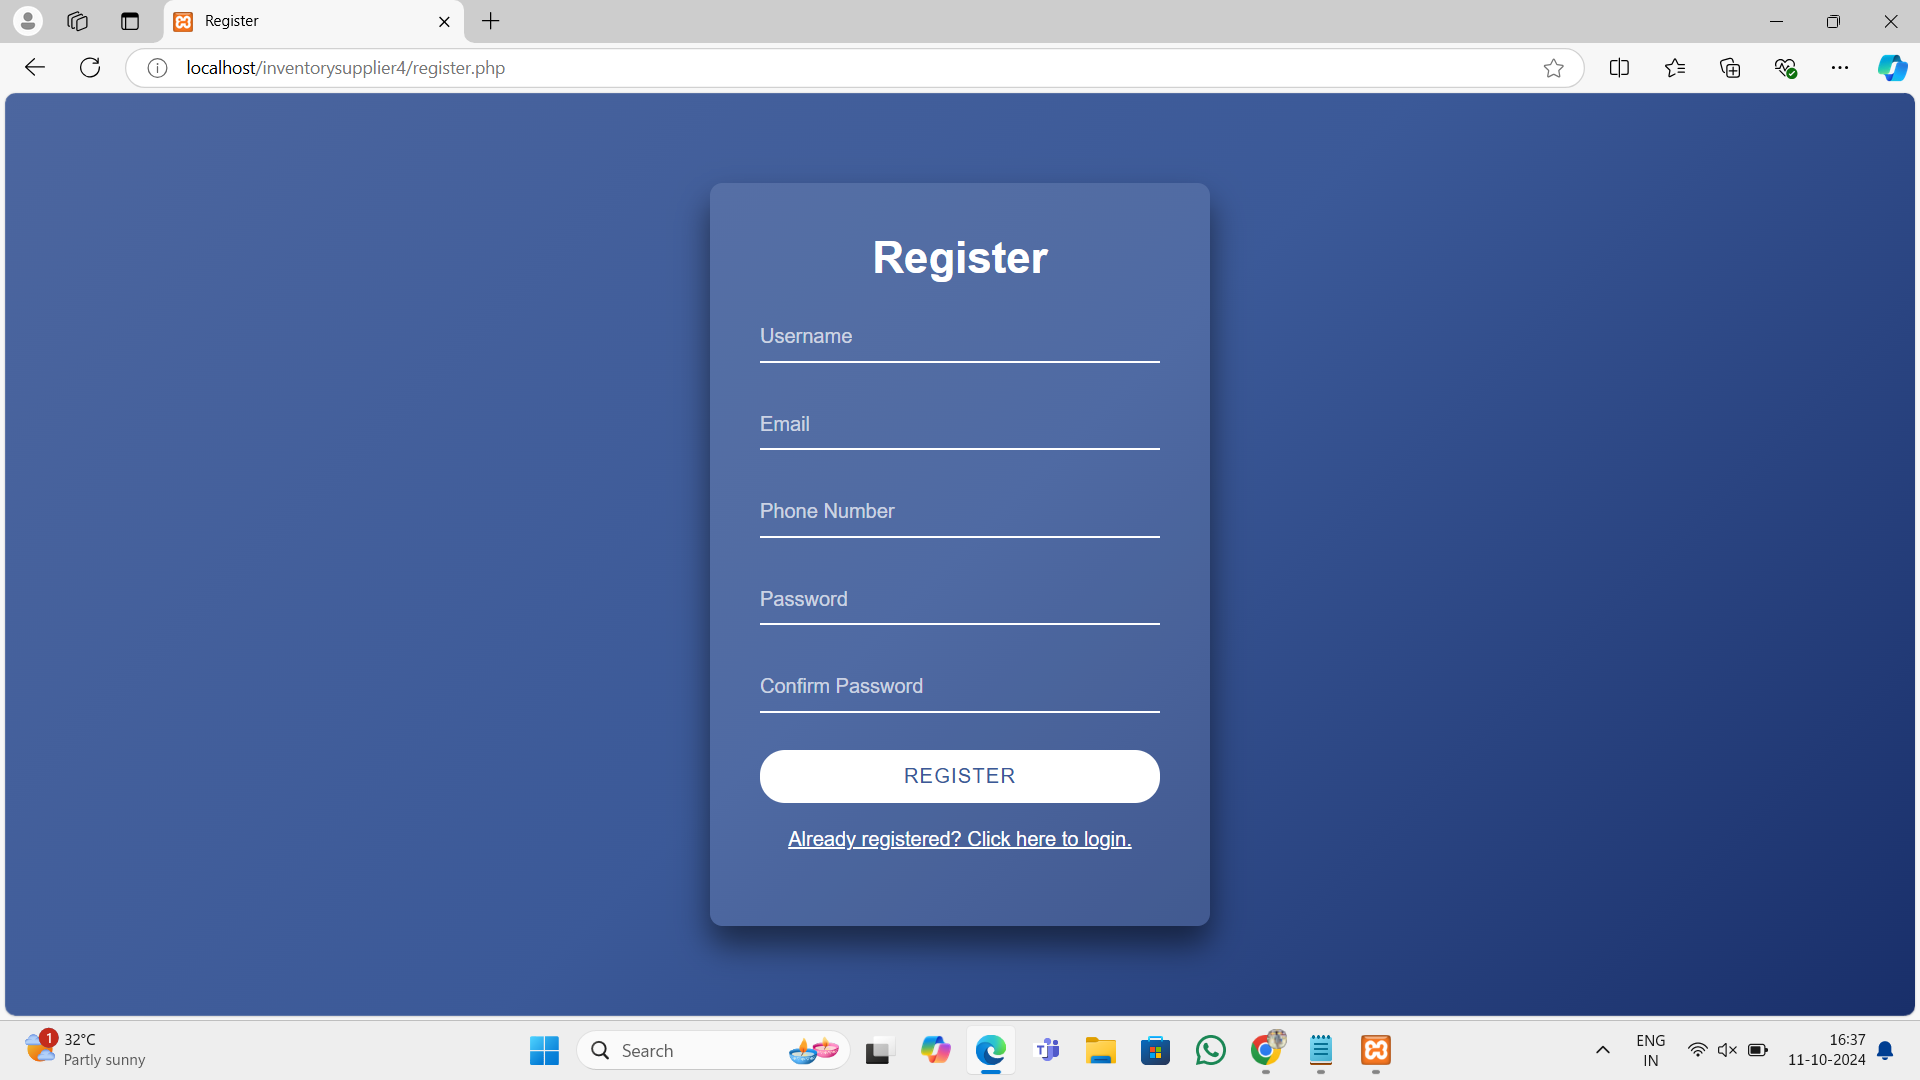 Register
localhost/inventorysupplier4/register.php
Register
Username
Email
Phone Number
Password
Confirm Password
REGISTER
Already registered? Click here to login.
1
32°C
Partly sunny
Search
ENG
IN
16:37
11-10-2024